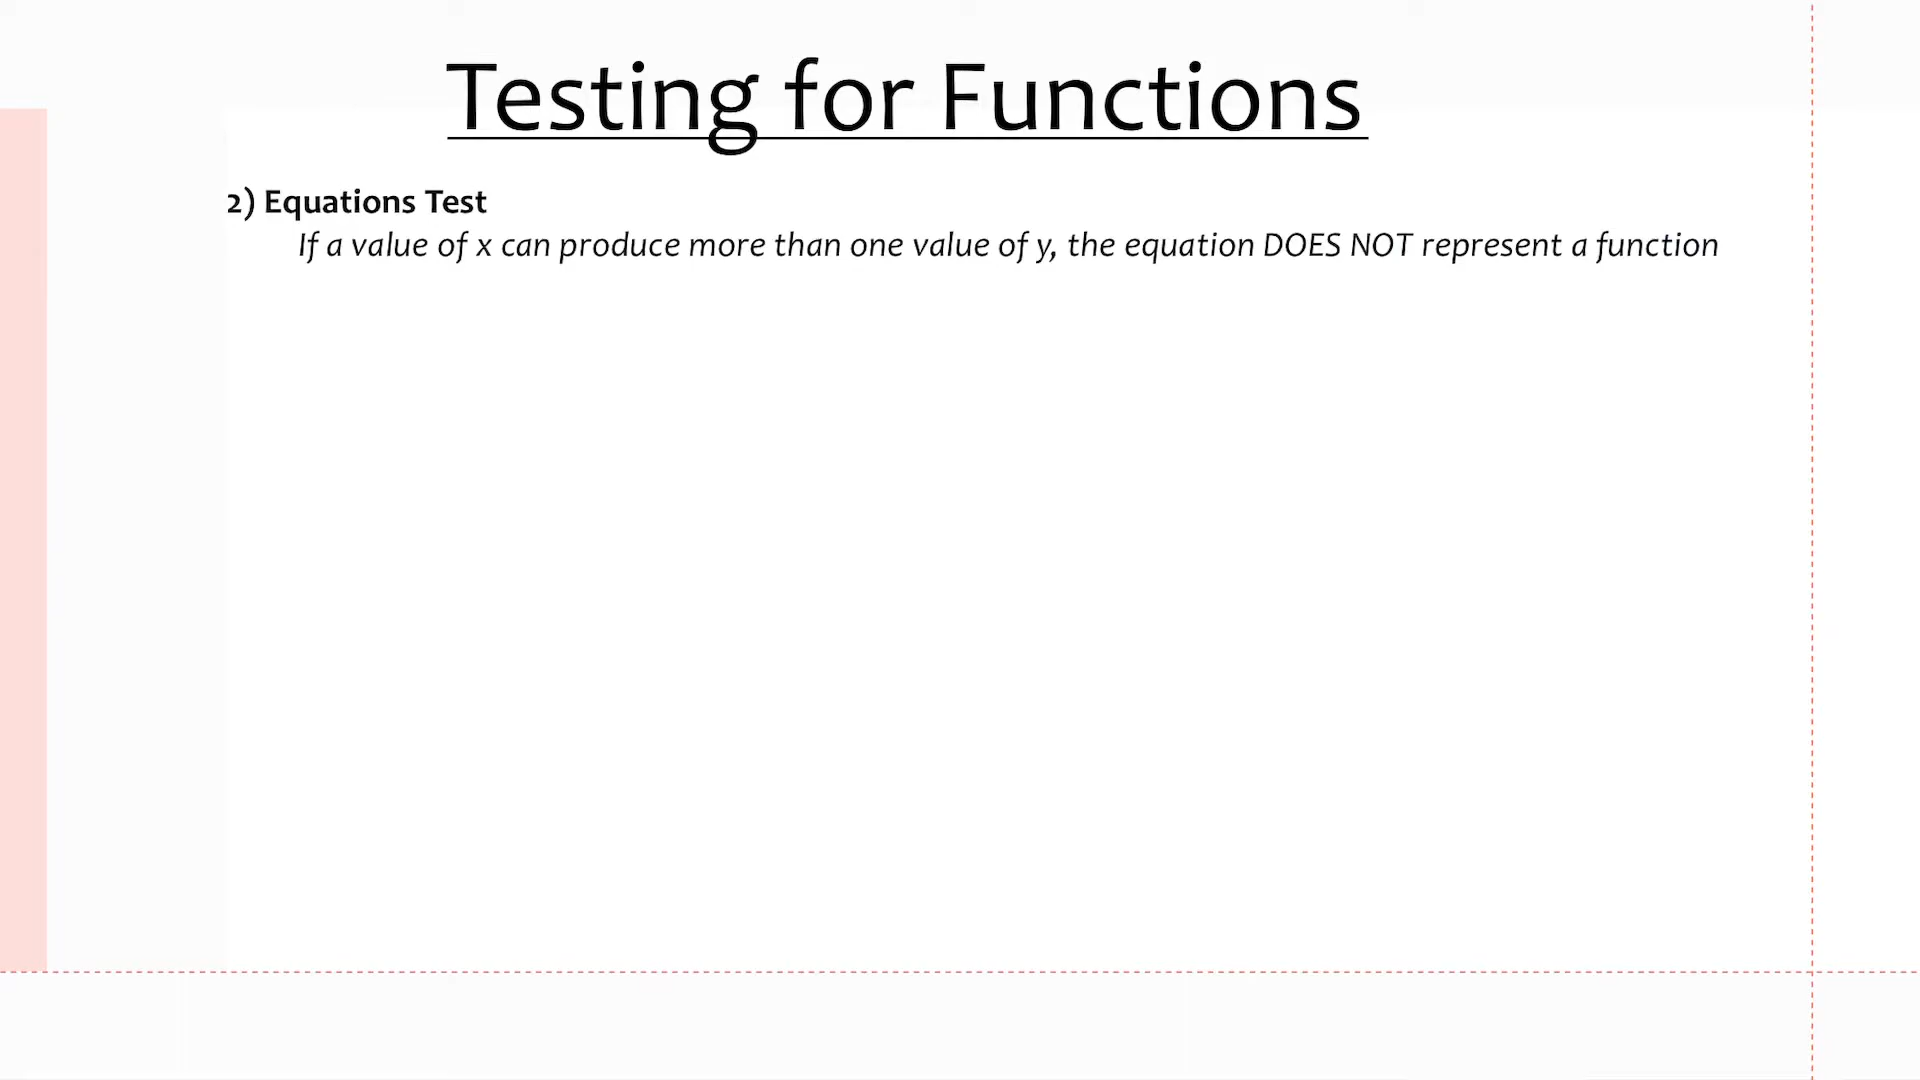 Testing for Functions
2) Equations Test
If a value of x can produce more than one value of y, the equation DOES NOT represent a function